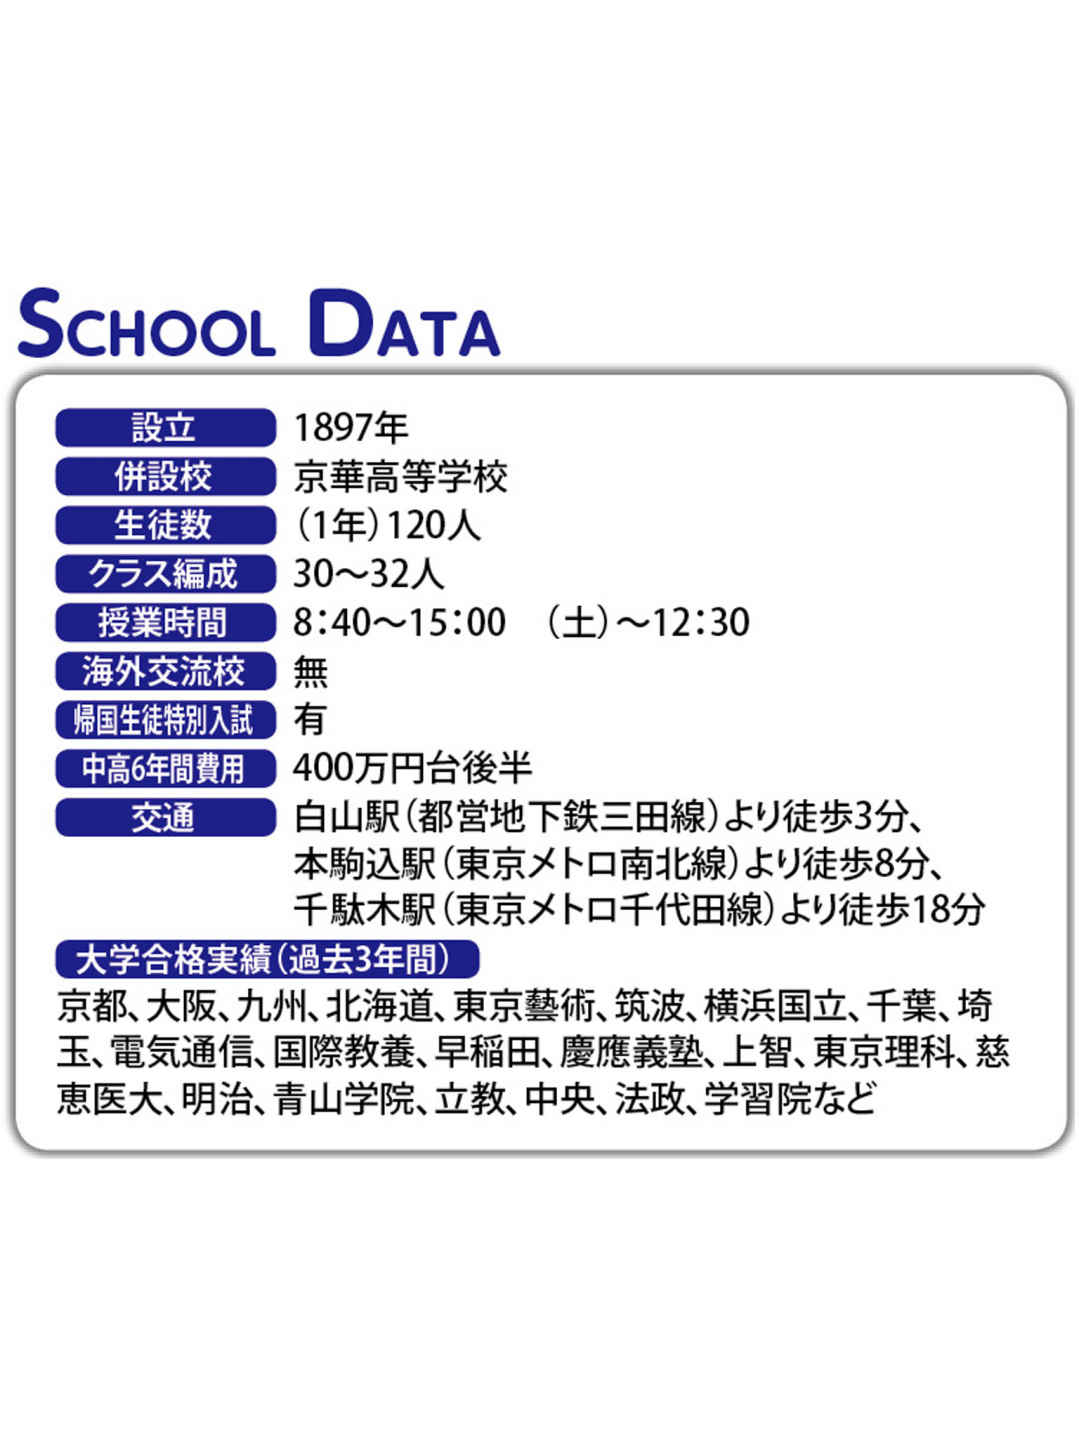 SCHOOL DATA
設立 1897年
併設校 京華高等学校
生徒数 （1年）120人
クラス編成 30〜32人
授業時間 8：40〜15：00 （土）〜12：30
海外交流校 無
帰国生徒特別入試 有
中高6年間費用 400万円台後半
交通 白山駅（都営地下鉄三田線）より徒歩3分、
本駒込駅（東京メトロ南北線）より徒歩8分、
千駄木駅（東京メトロ千代田線）より徒歩18分
大学合格実績（過去3年間）
京都、大阪、九州、北海道、東京藝術、筑波、横浜国立、千葉、埼
玉、電気通信、国際教養、早稲田、慶應義塾、上智、東京理科、慈
恵医大、明治、青山学院、立教、中央、法政、学習院など